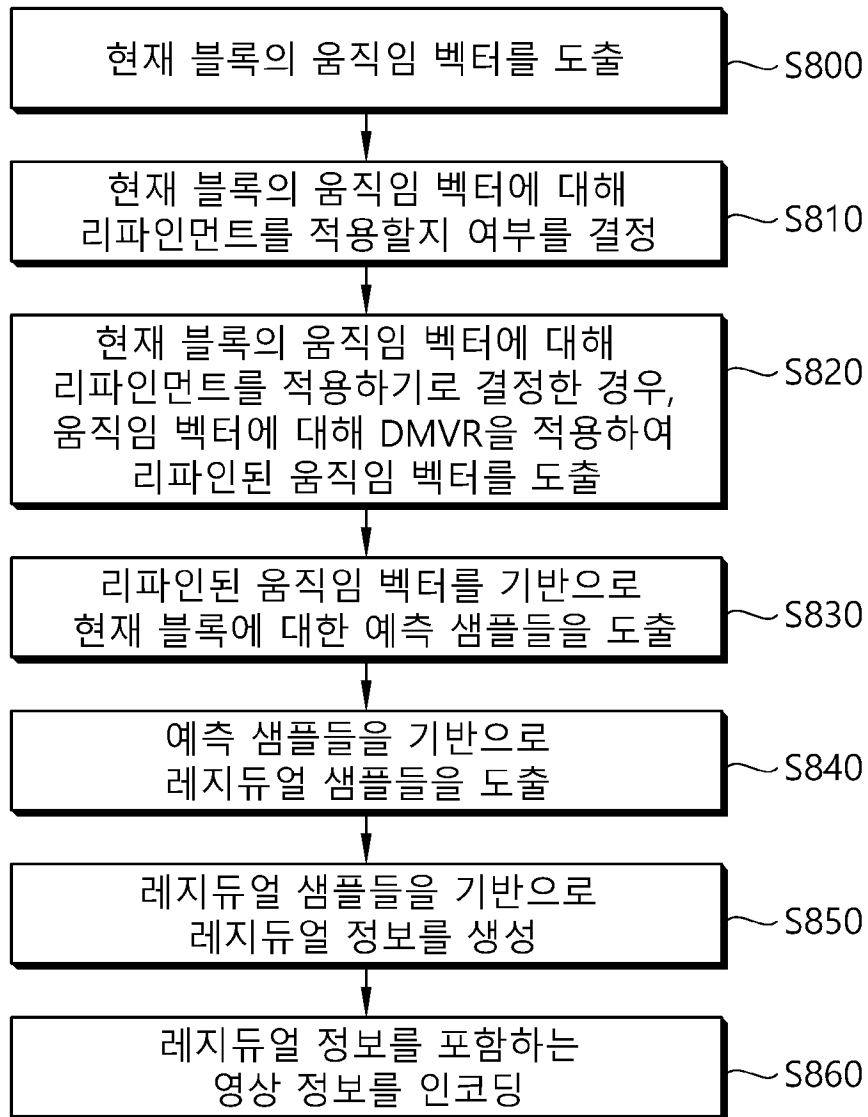 현재 블록의 움직임 벡터를 도출
S800
현재 블록의 움직임 벡터에 대해
리파인먼트를 적용할지 여부를 결정
S810
현재 블록의 움직임 벡터에 대해
리파인먼트를 적용하기로 결정한 경우,
움직임 벡터에 대해 DMVR을 적용하여
리파인된 움직임 벡터를 도출
S820
리파인된 움직임 벡터를 기반으로
현재 블록에 대한 예측 샘플들을 도출
S830
예측 샘플들을 기반으로
레지듀얼 샘플들을 도출
S840
레지듀얼 샘플들을 기반으로
레지듀얼 정보를 생성
S850
레지듀얼 정보를 포함하는
영상 정보를 인코딩
S860